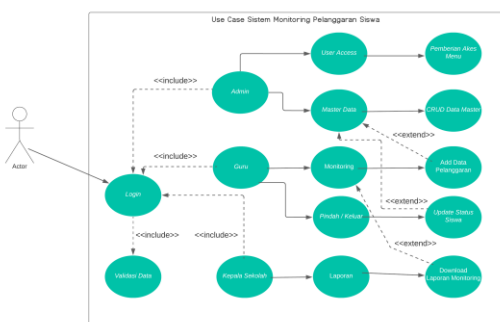 Use Case Sistem Monitoring Pelanggaran Siswa
User Access
Pemberian Akes
Menu
<<include>>
Admin
Master Data
CRUD Data Master
<<extend>>
Actor
<<include>>
Guru
Monitoring
Add Data
Pelanggaran
Login
<<extend>>
Pindah / Keluar
Update Status
Siswa
<<include>>
<<include>>
<<extend>>
Validasi Data
Kepala Sekolah
Laporan
Download
Laporan Monitoring